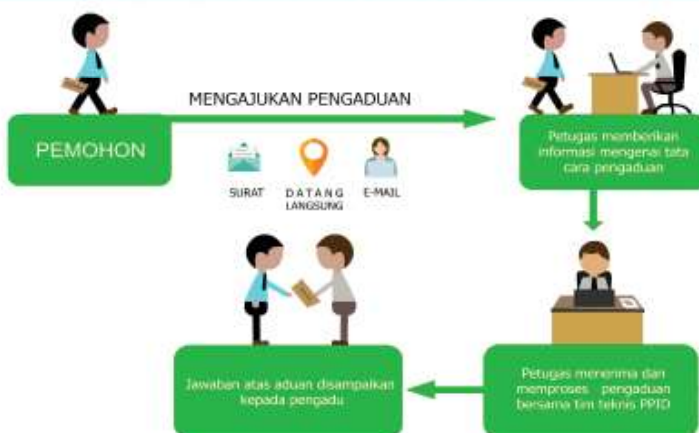 MENGAJUKAN PENGADUAN
PEMOHON
SURAT
DATANG
LANGSUNG
E-MAIL
Petugas memberikan
informasi mengenai tata
cara pengaduan
Petugas menerima dan
memproses pengaduan
bersama tim teknis PPID
Jawaban atas aduan disampaikan
kepada pengadu